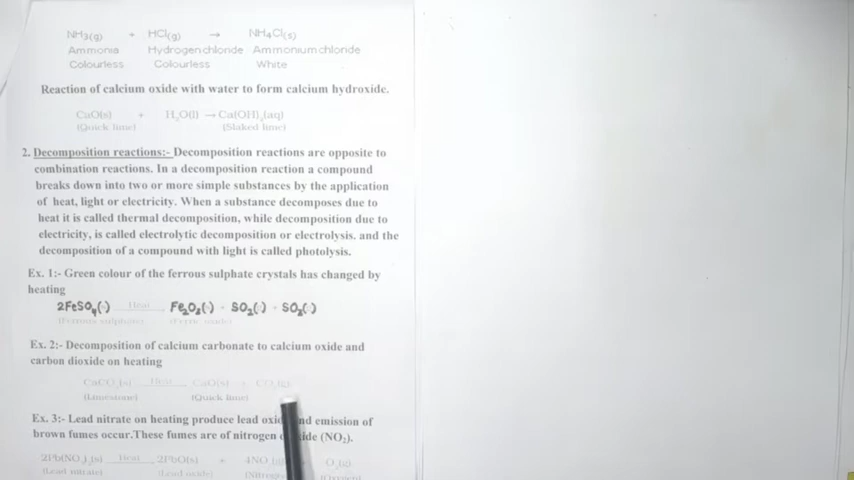 NH3(g) + HCl(g) → NH4Cl(s)
Ammonia Hydrogen chloride Ammonium chloride
Colourless Colourless White
Reaction of calcium oxide with water to form calcium hydroxide.
CaO(s) + H2O(l) → Ca(OH)2(aq)
(Quick lime) (Slaked lime)
2. Decomposition reactions:- Decomposition reactions are opposite to
combination reactions. In a decomposition reaction a compound
breaks down into two or more simple substances by the application
of heat, light or electricity. When a substance decomposes due to
heat it is called thermal decomposition, while decomposition due to
electricity, is called electrolytic decomposition or electrolysis. and the
decomposition of a compound with light is called photolysis.
Ex. 1:- Green colour of the ferrous sulphate crystals has changed by
heating
2FeSO4 Heat Fe2O3 SO2 SO3
(Ferrous sulphate) (Ferric oxide)
Ex. 2:- Decomposition of calcium carbonate to calcium oxide and
carbon dioxide on heating
CaCO3(s) Heat CaO(s) + CO2(g)
(Limestone) (Quick lime)
Ex. 3:- Lead nitrate on heating produce lead and emission of
brown fumes occur.These fumes are of nitrogen (NO2).
2Pb(NO3)2(s) Heat 2PbO(s) + 4NO2(g) O2(g)
(Lead nitrate) (Lead oxide) (Oxygen)